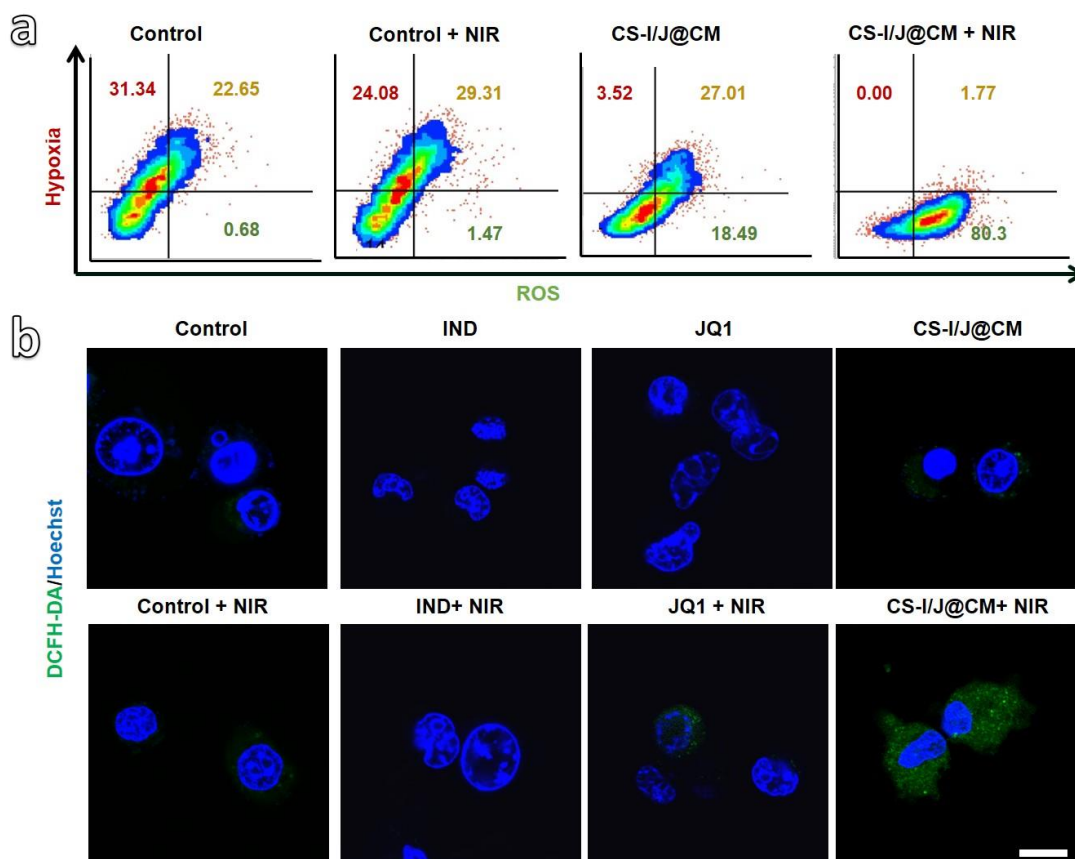 a
Control
Control + NIR
CS-I/J@CM
CS-I/J@CM + NIR
Hypoxia
31.34
22.65
24.08
29.31
3.52
27.01
0.00
1.77
0.68
1.47
18.49
80.3
ROS
b
Control
IND
JQ1
CS-I/J@CM
DCFH-DA/Hoechst
Control + NIR
IND+ NIR
JQ1 + NIR
CS-I/J@CM+ NIR